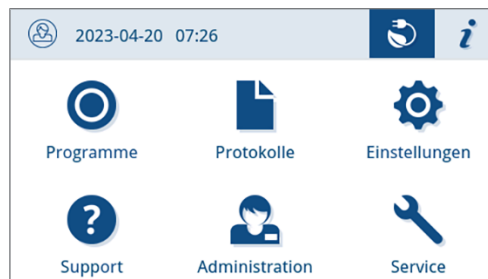 2023-04-20 07:26 i
Programme Protokolle Einstellungen
?
Support Administration Service